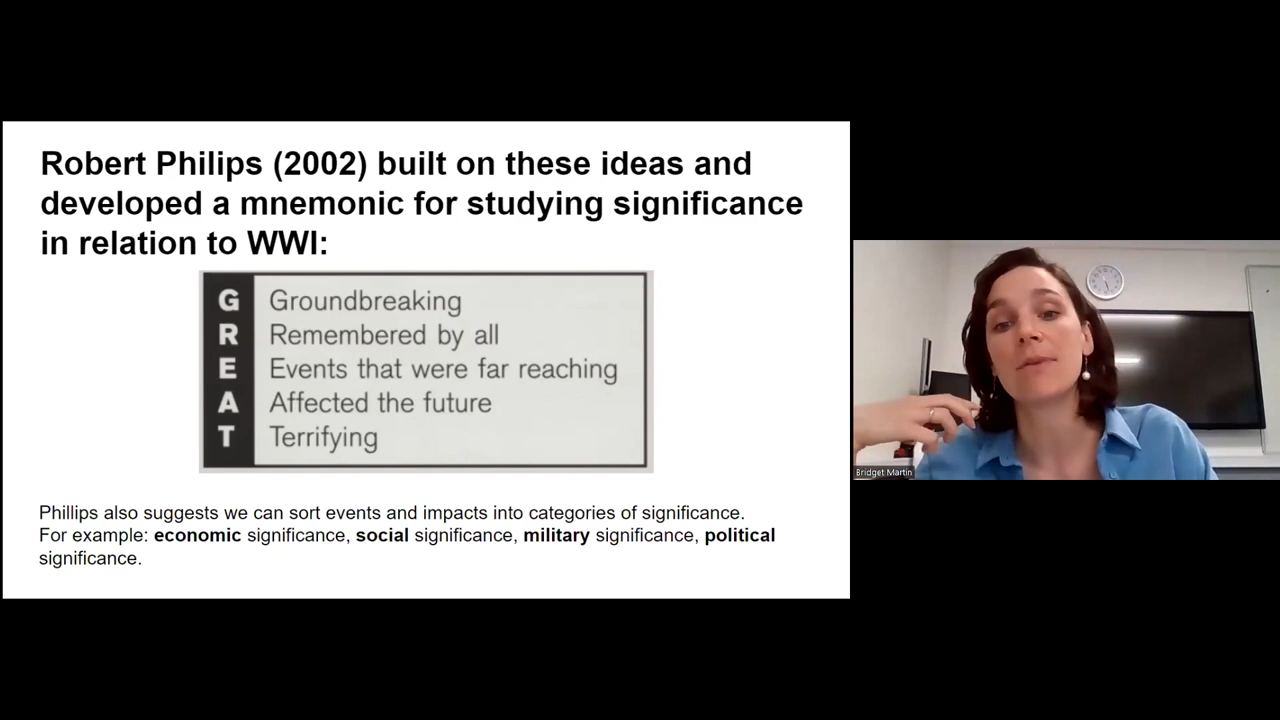 Robert Philips (2002) built on these ideas and
developed a mnemonic for studying significance
in relation to WWI:
G Groundbreaking
R Remembered by all
E Events that were far reaching
A Affected the future
T Terrifying
Phillips also suggests we can sort events and impacts into categories of significance.
For example: economic significance, social significance, military significance, political
significance.
Bridget Martin